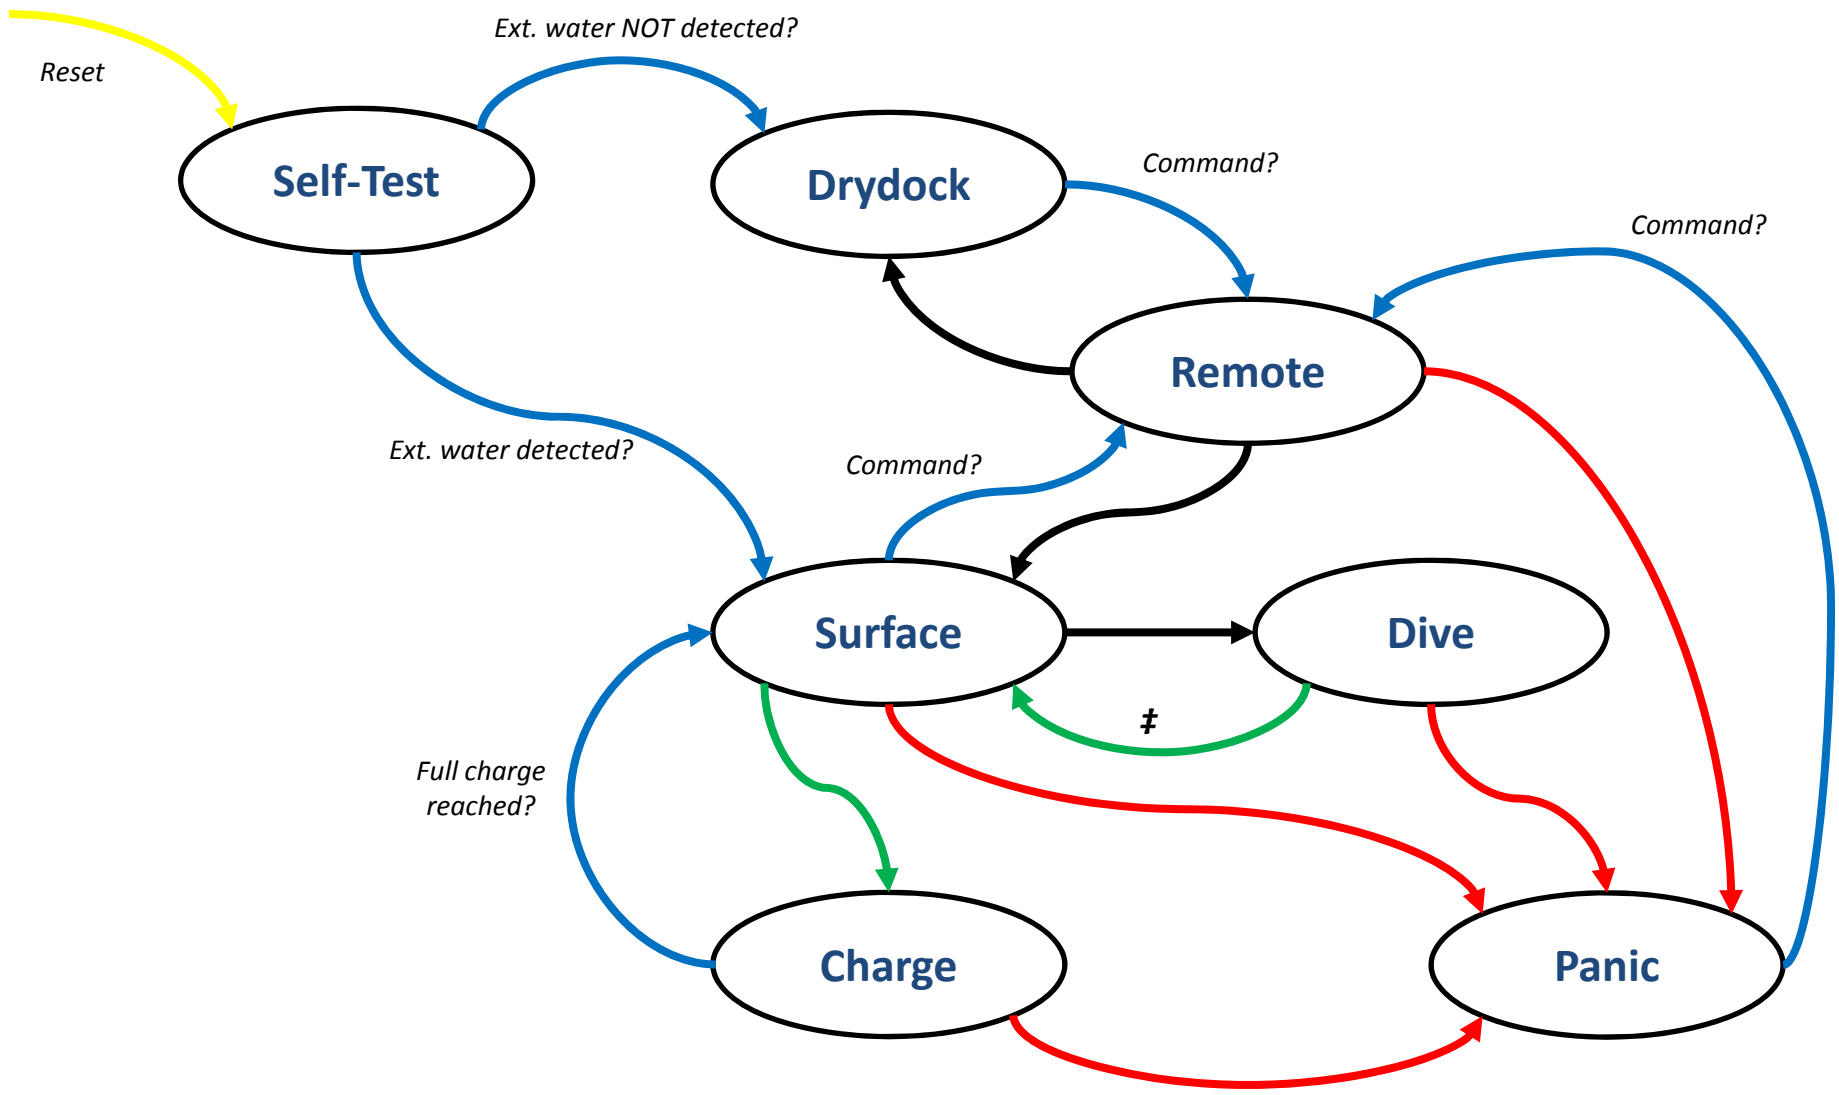 Ext. water NOT detected?
Reset
Self-Test
Drydock
Command?
Command?
Remote
Ext. water detected?
Command?
Surface
Dive
‡
Full charge
reached?
Charge
Panic